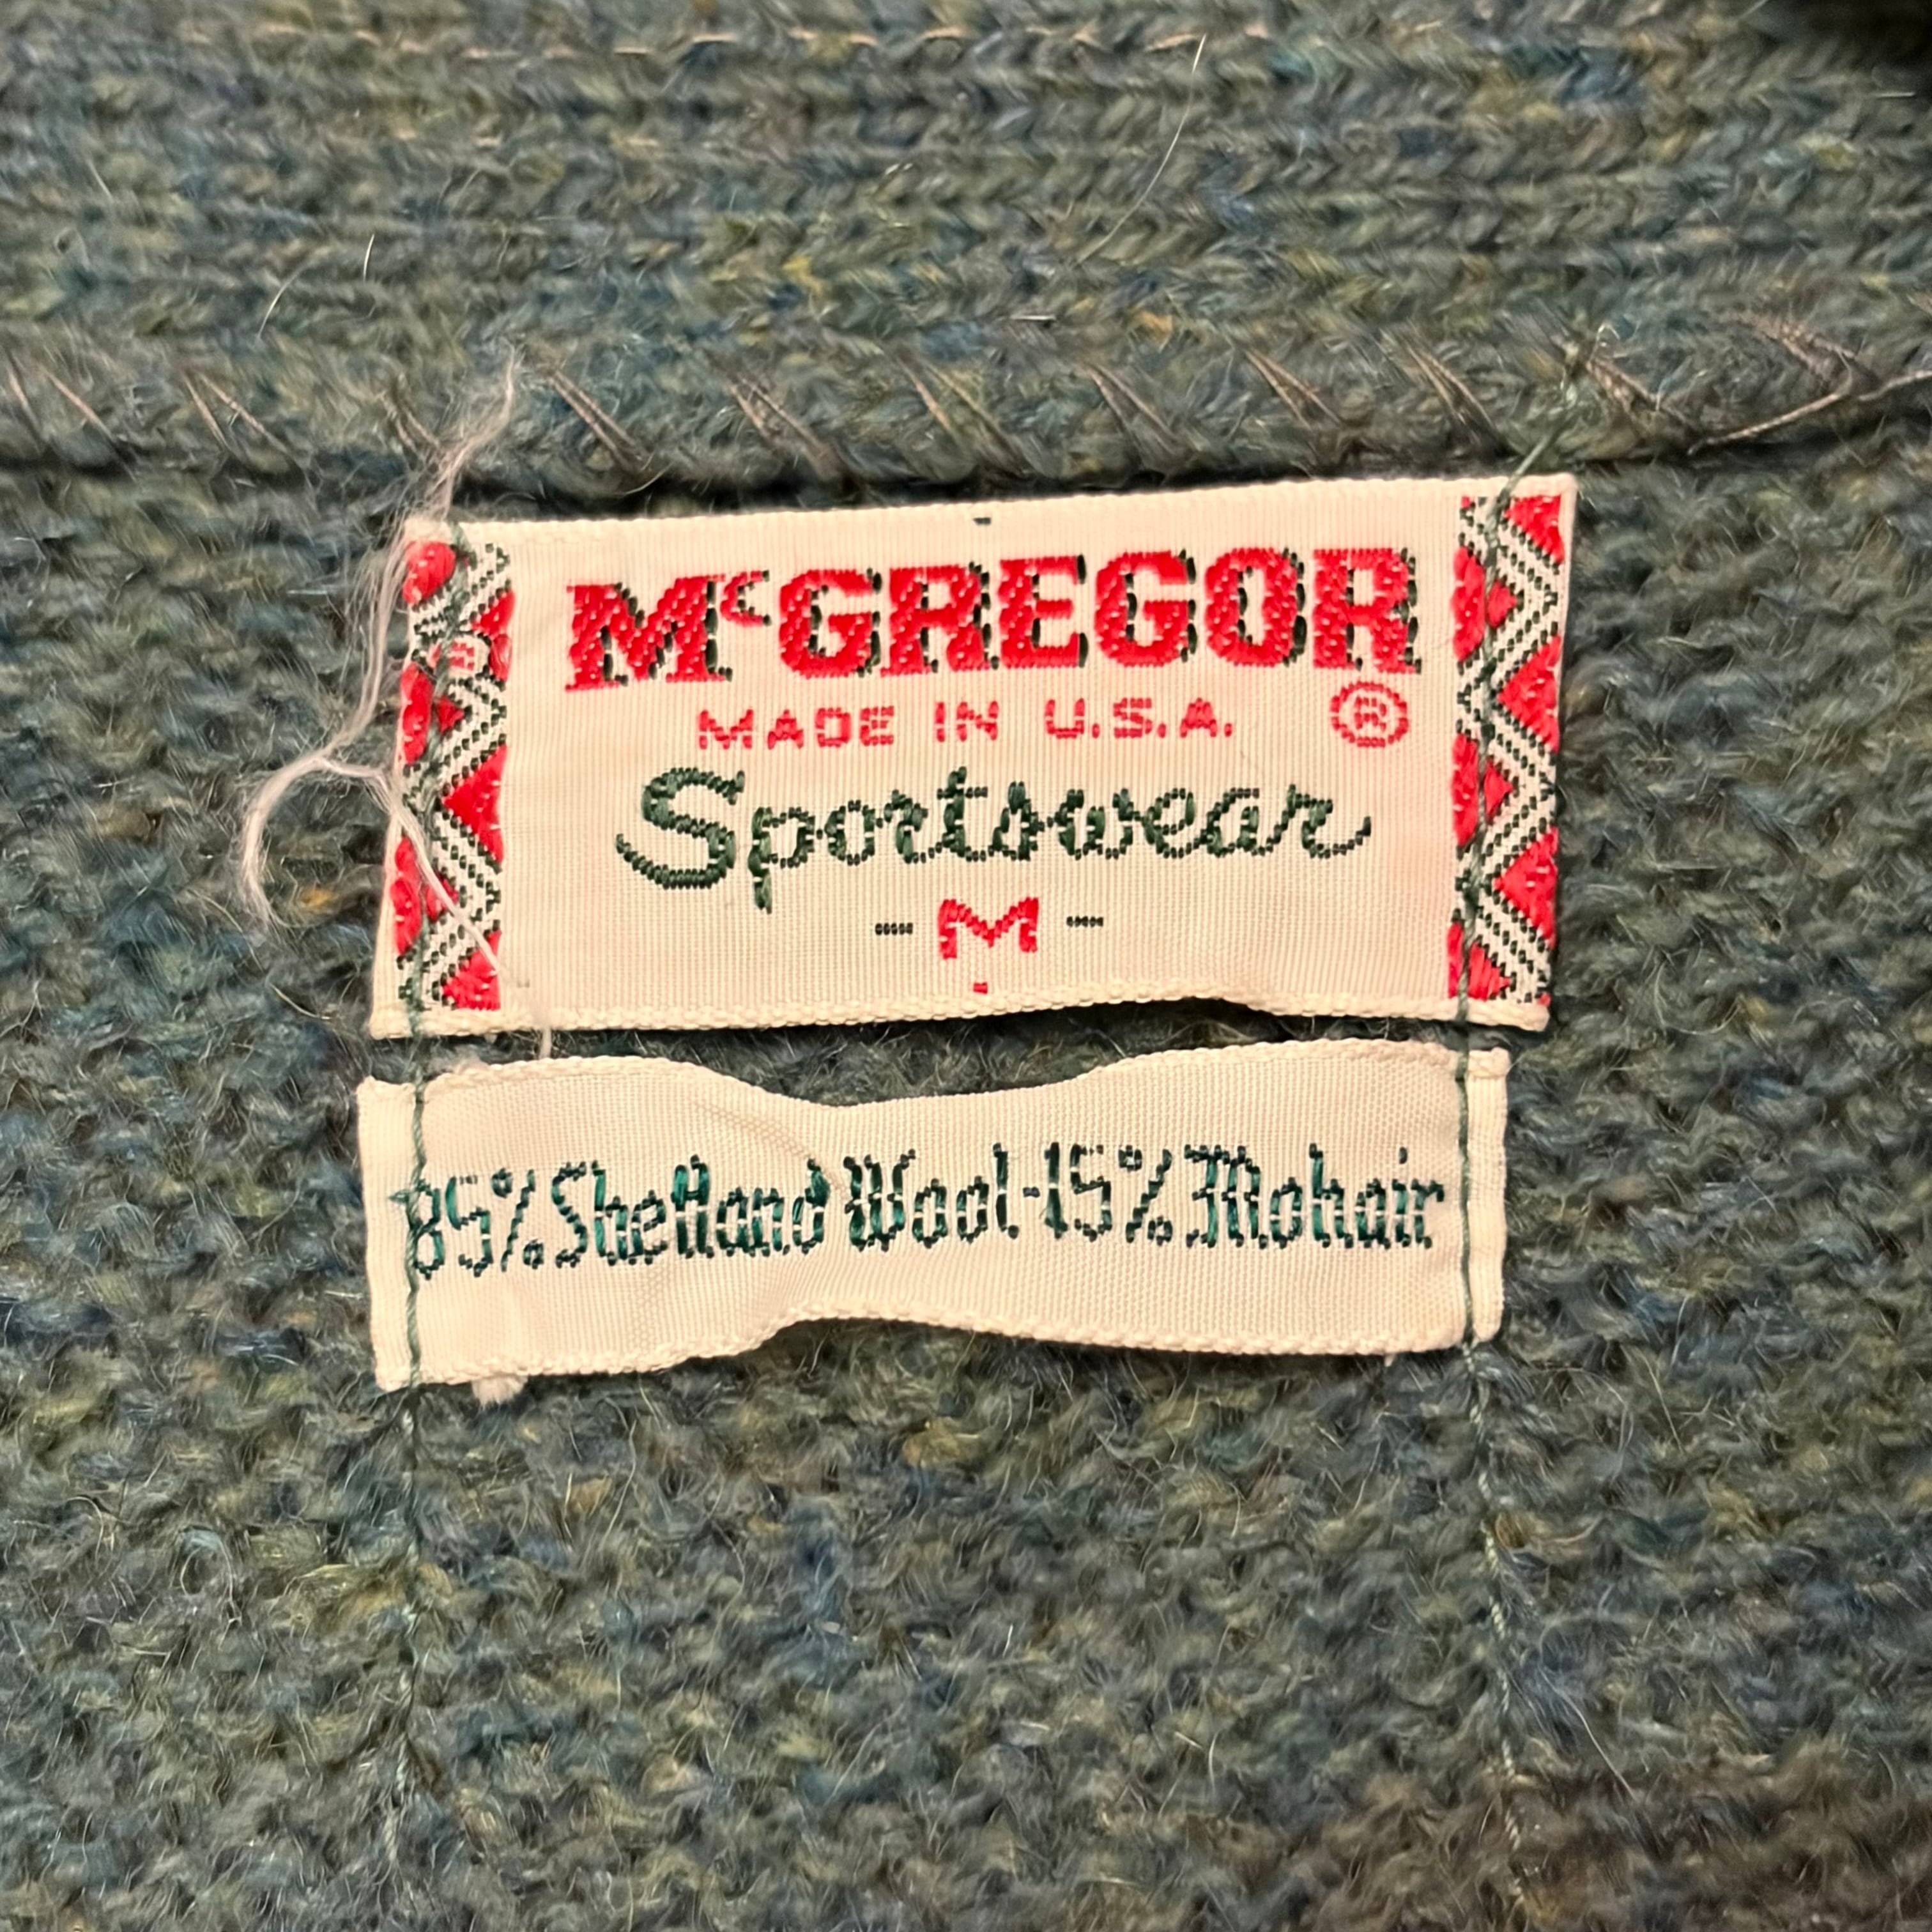 McGREGOR
MADE IN U.S.A. ®
Sportswear
- M -
85% Shetland Wool-15% Mohair